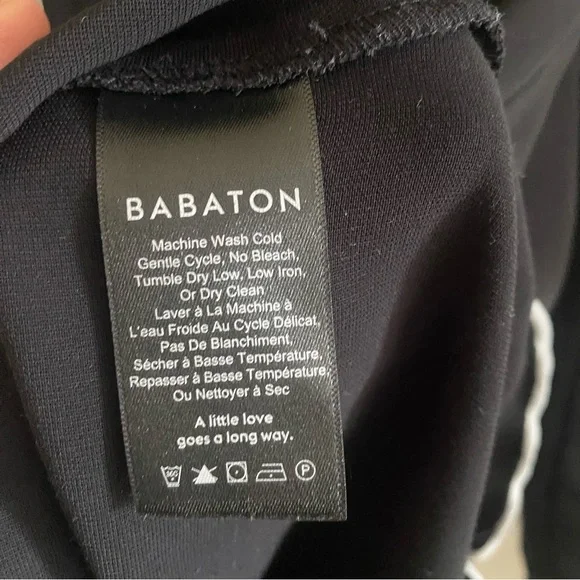 BABATON
Machine Wash Cold
Gentle Cycle, No Bleach,
Tumble Dry Low, Low Iron,
Or Dry Clean
Laver à La Machine à
L'eau Froide Au Cycle Délicat,
Pas De Blanchiment,
Sécher à Basse Température,
Repasser à Basse Température,
Ou Nettoyer à Sec
A little love
goes a long way.
P